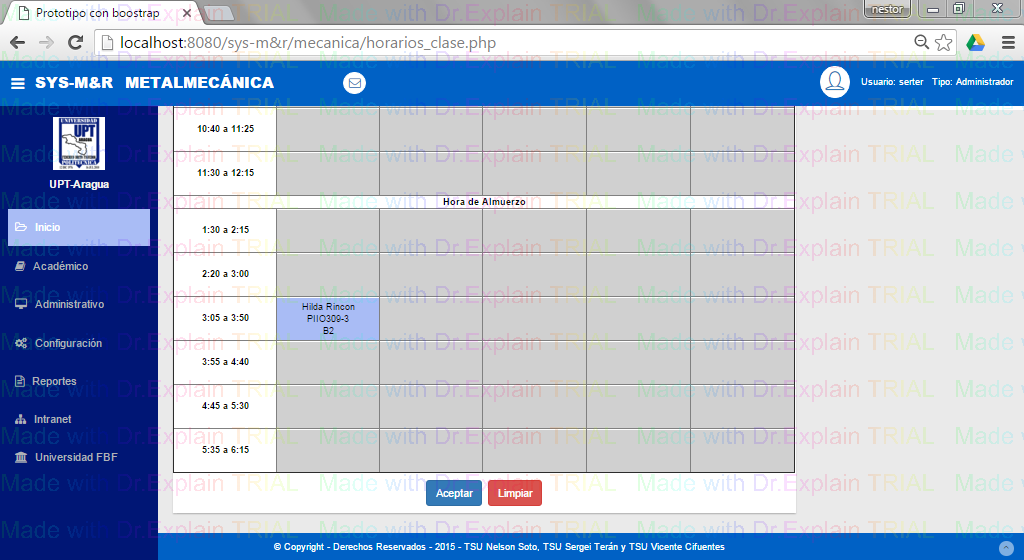 Prototipo con boostrap
nestor
localhost:8080/sys-m&r/mecanica/horarios_clase.php
SYS-M&R METALMECÁNICA
Usuario: serter Tipo: Administrador
UNIVERSIDAD
UPT
ARAGUA
POLITECNICA
UPT-Aragua
Inicio
Académico
Administrativo
Configuración
Reportes
Intranet
Universidad FBF
10:40 a 11:25
11:30 a 12:15
Hora de Almuerzo
1:30 a 2:15
2:20 a 3:00
3:05 a 3:50
Hilda Rincon
PIIO309-3
B2
3:55 a 4:40
4:45 a 5:30
5:35 a 6:15
Aceptar Limpiar
© Copyright - Derechos Reservados - 2015 - TSU Nelson Soto, TSU Sergei Terán y TSU Vicente Cifuentes
Made with Dr.Explain TRIAL